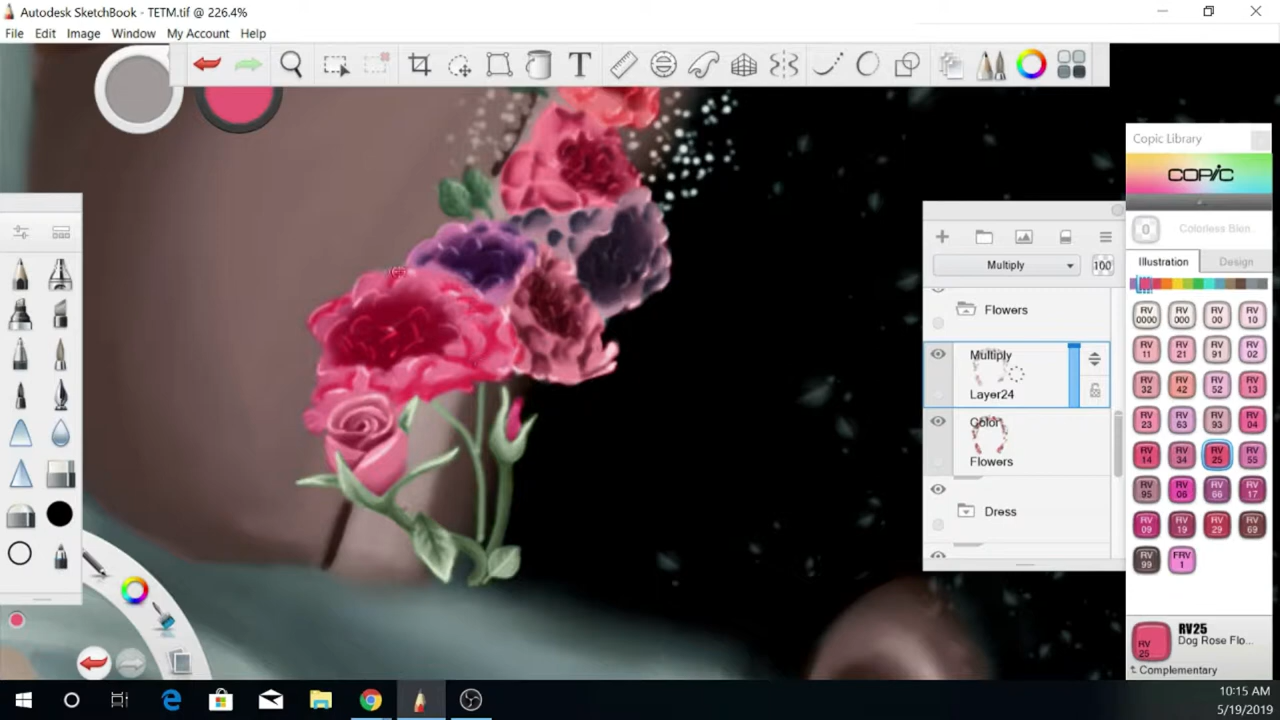 Autodesk SketchBook - TETM.tif @ 226.4%
File Edit Image Window My Account Help
T
Copic Library
COPIC
0 Colorless Blen...
Multiply 100
Illustration Design
Flowers
RV 0000 RV 000 RV 00 RV 10
Multiply
RV 11 RV 21 RV 91 RV 02
Layer24
RV 32 RV 42 RV 52 RV 13
Color
RV 23 RV 63 RV 93 RV 04
Flowers
RV 14 RV 34 RV 25 RV 55
RV 95 RV 06 RV 66 RV 17
Dress
RV 09 RV 19 RV 29 RV 69
RV 99 FRV 1
RV25
RV 25 Dog Rose Flo...
Complementary
10:15 AM
5/19/2019